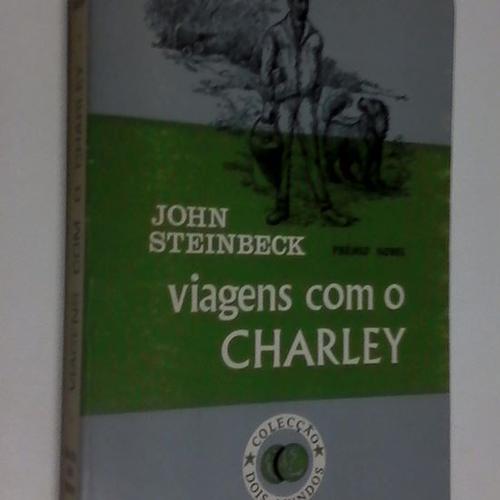 JOHN
STEINBECK
PRÉMIO NOBEL
viagens com o
CHARLEY
COLECÇÃO
DOIS MUNDOS
VIAGENS COM O CHARLEY